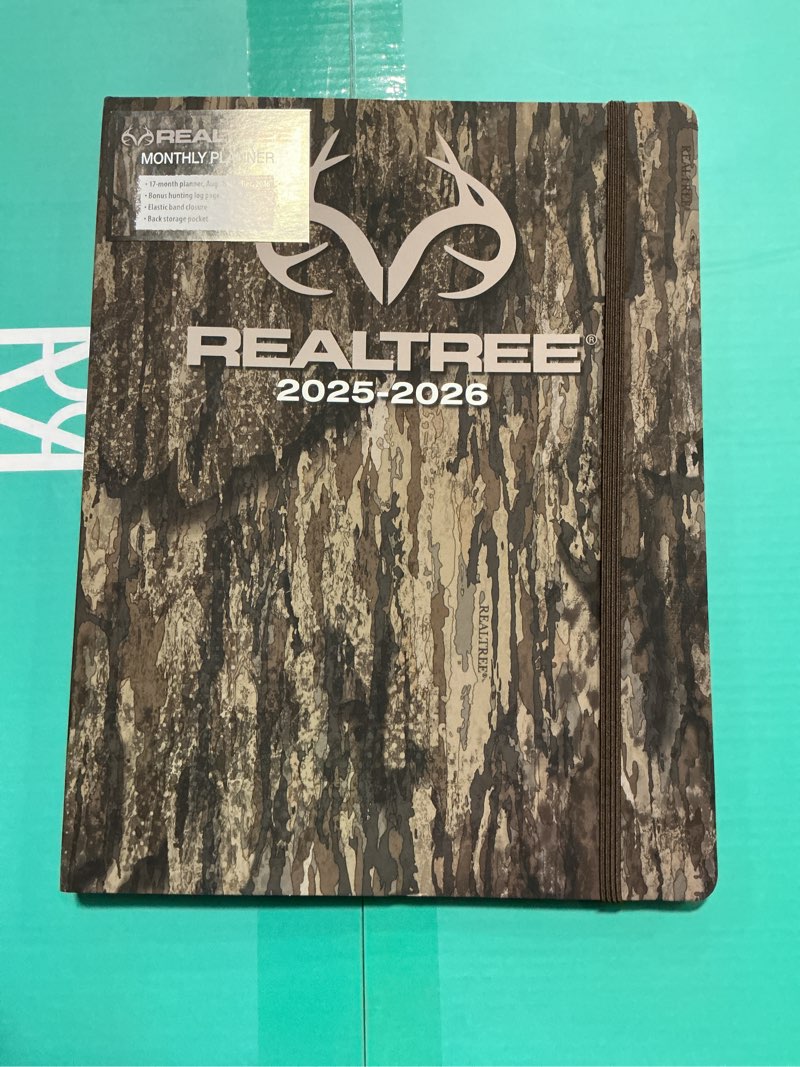 REALTREE
MONTHLY PLANNER
• 17-month planner, Aug
• Bonus hunting log page
• Elastic band closure
• Back storage pocket
REALTREE®
2025-2026
REALTREE®